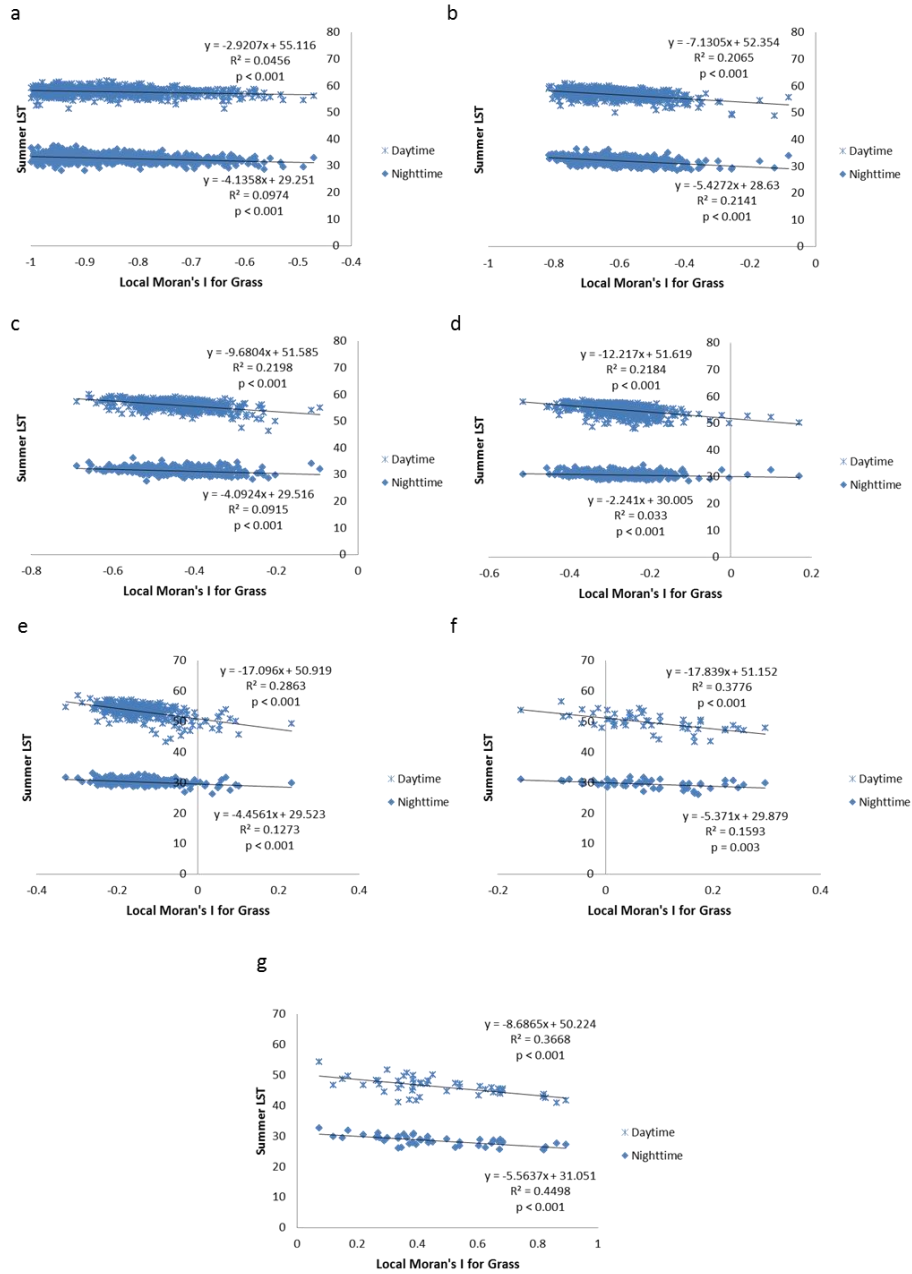 a
y = -2.9207x + 55.116
R² = 0.0456
p < 0.001
80
70
60
50
40
30
20
10
0
Summer LST
Daytime
Nighttime
y = -4.1358x + 29.251
R² = 0.0974
p < 0.001
-1 -0.9 -0.8 -0.7 -0.6 -0.5 -0.4
Local Moran's I for Grass
b
y = -7.1305x + 52.354
R² = 0.2065
p < 0.001
80
70
60
50
40
30
20
10
0
Summer LST
Daytime
Nighttime
y = -5.4272x + 28.63
R² = 0.2141
p < 0.001
-1 -0.8 -0.6 -0.4 -0.2 0
Local Moran's I for Grass
c
y = -9.6804x + 51.585
R² = 0.2198
p < 0.001
80
70
60
50
40
30
20
10
0
Summer LST
Daytime
Nighttime
y = -4.0924x + 29.516
R² = 0.0915
p < 0.001
-0.8 -0.6 -0.4 -0.2 0
Local Moran's I for Grass
d
y = -12.217x + 51.619
R² = 0.2184
p < 0.001
80
70
60
50
40
30
20
10
0
Summer LST
Daytime
Nighttime
y = -2.241x + 30.005
R² = 0.033
p < 0.001
-0.6 -0.4 -0.2 0 0.2
Local Moran's I for Grass
e
y = -17.096x + 50.919
R² = 0.2863
p < 0.001
70
60
50
40
30
20
10
0
Summer LST
Daytime
Nighttime
y = -4.4561x + 29.523
R² = 0.1273
p < 0.001
-0.4 -0.2 0 0.2 0.4
Local Moran's I for Grass
f
y = -17.839x + 51.152
R² = 0.3776
p < 0.001
70
60
50
40
30
20
10
0
Summer LST
Daytime
Nighttime
y = -5.371x + 29.879
R² = 0.1593
p = 0.003
-0.2 0 0.2 0.4
Local Moran's I for Grass
g
y = -8.6865x + 50.224
R² = 0.3668
p < 0.001
70
60
50
40
30
20
10
0
Summer LST
Daytime
Nighttime
y = -5.5637x + 31.051
R² = 0.4498
p < 0.001
0 0.2 0.4 0.6 0.8 1
Local Moran's I for Grass